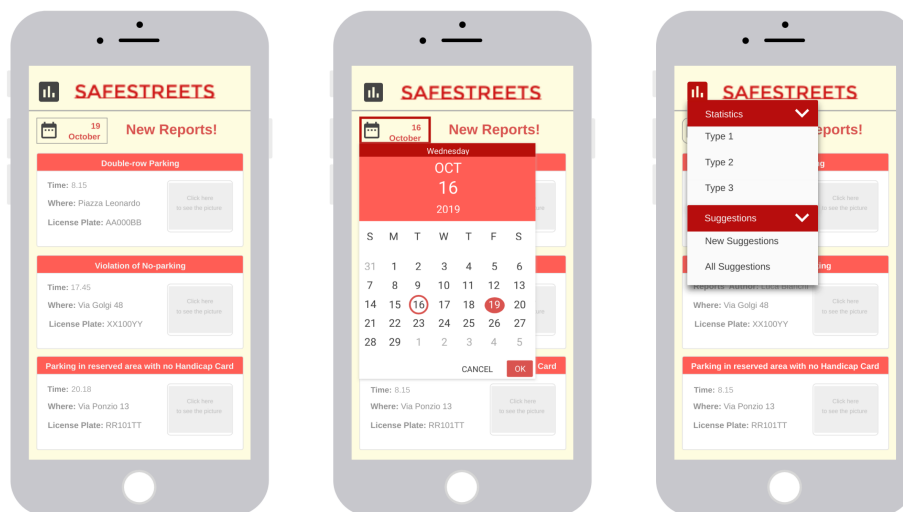 SAFESTREETS
19
October
New Reports!
Double-row Parking
Time: 8.15
Where: Piazza Leonardo
License Plate: AA000BB
Click here
to see the picture
Violation of No-parking
Time: 17.45
Where: Via Golgi 48
License Plate: XX100YY
Click here
to see the picture
Parking in reserved area with no Handicap Card
Time: 20.18
Where: Via Ponzio 13
License Plate: RR101TT
Click here
to see the picture
SAFESTREETS
16
October
New Reports!
Wednesday
OCT
16
2019
S M T W T F S
31 1 2 3 4 5 6
7 8 9 10 11 12 13
14 15 16 17 18 19 20
21 22 23 24 25 26 27
28 29 1 2 3 4 5
CANCEL OK
Card
Time: 8.15
Where: Via Ponzio 13
License Plate: RR101TT
Click here
to see the picture
SAFESTREETS
eports!
Statistics
Type 1
Type 2
Type 3
Suggestions
New Suggestions
All Suggestions
Click here
to see the picture
Reports' Author: Luca Bianchi
Where: Via Golgi 48
License Plate: XX100YY
Click here
to see the picture
Parking in reserved area with no Handicap Card
Time: 8.15
Where: Via Ponzio 13
License Plate: RR101TT
Click here
to see the picture